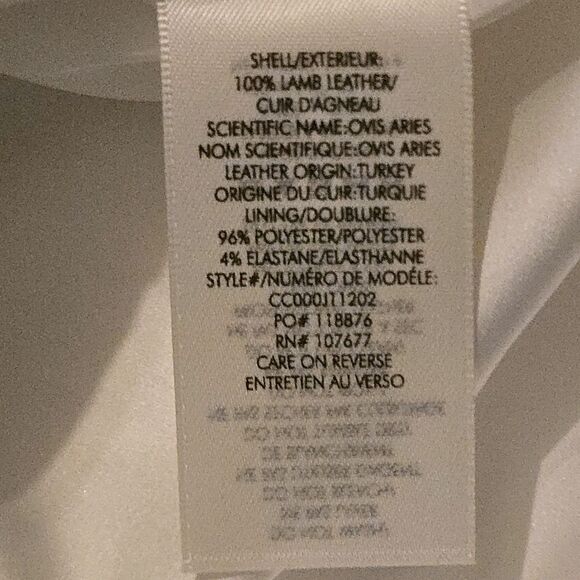 SHELL/EXTERIEUR:
100% LAMB LEATHER/
CUIR D'AGNEAU
SCIENTIFIC NAME:OVIS ARIES
NOM SCIENTIFIQUE:OVIS ARIES
LEATHER ORIGIN:TURKEY
ORIGINE DU CUIR:TURQUIE
LINING/DOUBLURE:
96% POLYESTER/POLYESTER
4% ELASTANE/ELASTHANNE
STYLE#/NUMÉRO DE MODÉLE:
CC000J11202
PO# 118876
RN# 107677
CARE ON REVERSE
ENTRETIEN AU VERSO